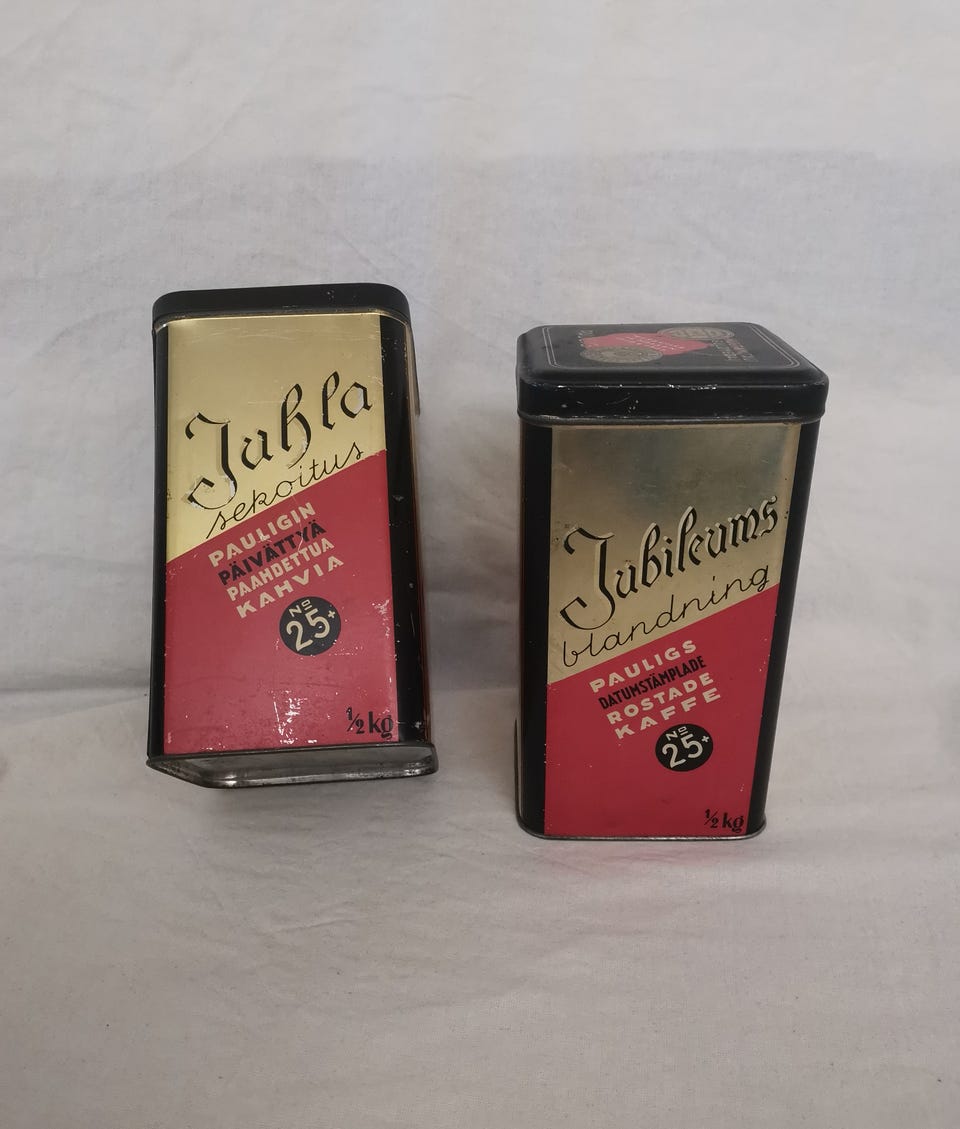 Juhla
sekoitus
PAULIGIN
PÄIVÄTTYÄ
PAAHDETTUA
KAHVIA
No
25+
½ kg
Jubileums
blandning
PAULIGS
DATUMSTÄMPLADE
ROSTADE
KAFFE
No
25+
½ kg